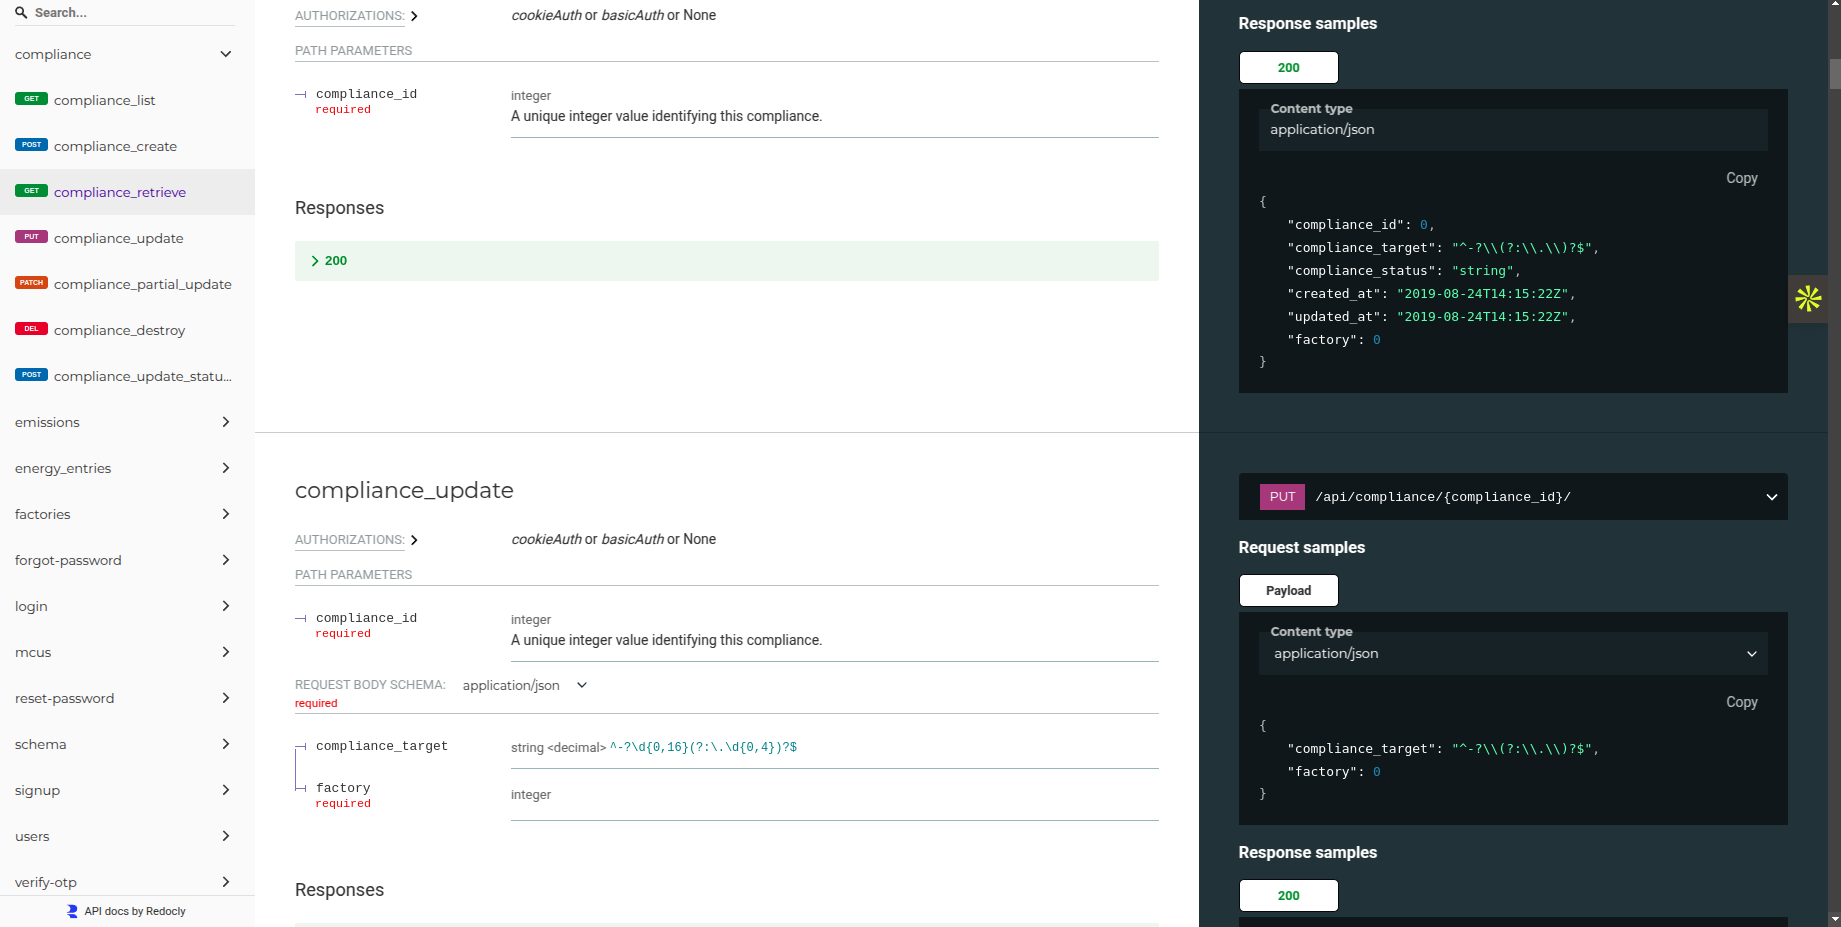 Search...
compliance
GET compliance_list
POST compliance_create
GET compliance_retrieve
PUT compliance_update
PATCH compliance_partial_update
DEL compliance_destroy
POST compliance_update_statu...
emissions
energy_entries
factories
forgot-password
login
mcus
reset-password
schema
signup
users
verify-otp
API docs by Redocly
AUTHORIZATIONS: cookieAuth or basicAuth or None
PATH PARAMETERS
compliance_id integer
required A unique integer value identifying this compliance.
Responses
200
compliance_update
AUTHORIZATIONS: cookieAuth or basicAuth or None
PATH PARAMETERS
compliance_id integer
required A unique integer value identifying this compliance.
REQUEST BODY SCHEMA: application/json
required
compliance_target string <decimal> ^-?\d{0,16}(?:\.\d{0,4})?$
factory integer
required
Responses
Response samples
200
Content type
application/json
Copy
{
"compliance_id": 0,
"compliance_target": "^-?\\(?:\\.\\)?$",
"compliance_status": "string",
"created_at": "2019-08-24T14:15:22Z",
"updated_at": "2019-08-24T14:15:22Z",
"factory": 0
}
PUT /api/compliance/{compliance_id}/
Request samples
Payload
Content type
application/json
Copy
{
"compliance_target": "^-?\\(?:\\.\\)?$",
"factory": 0
}
Response samples
200